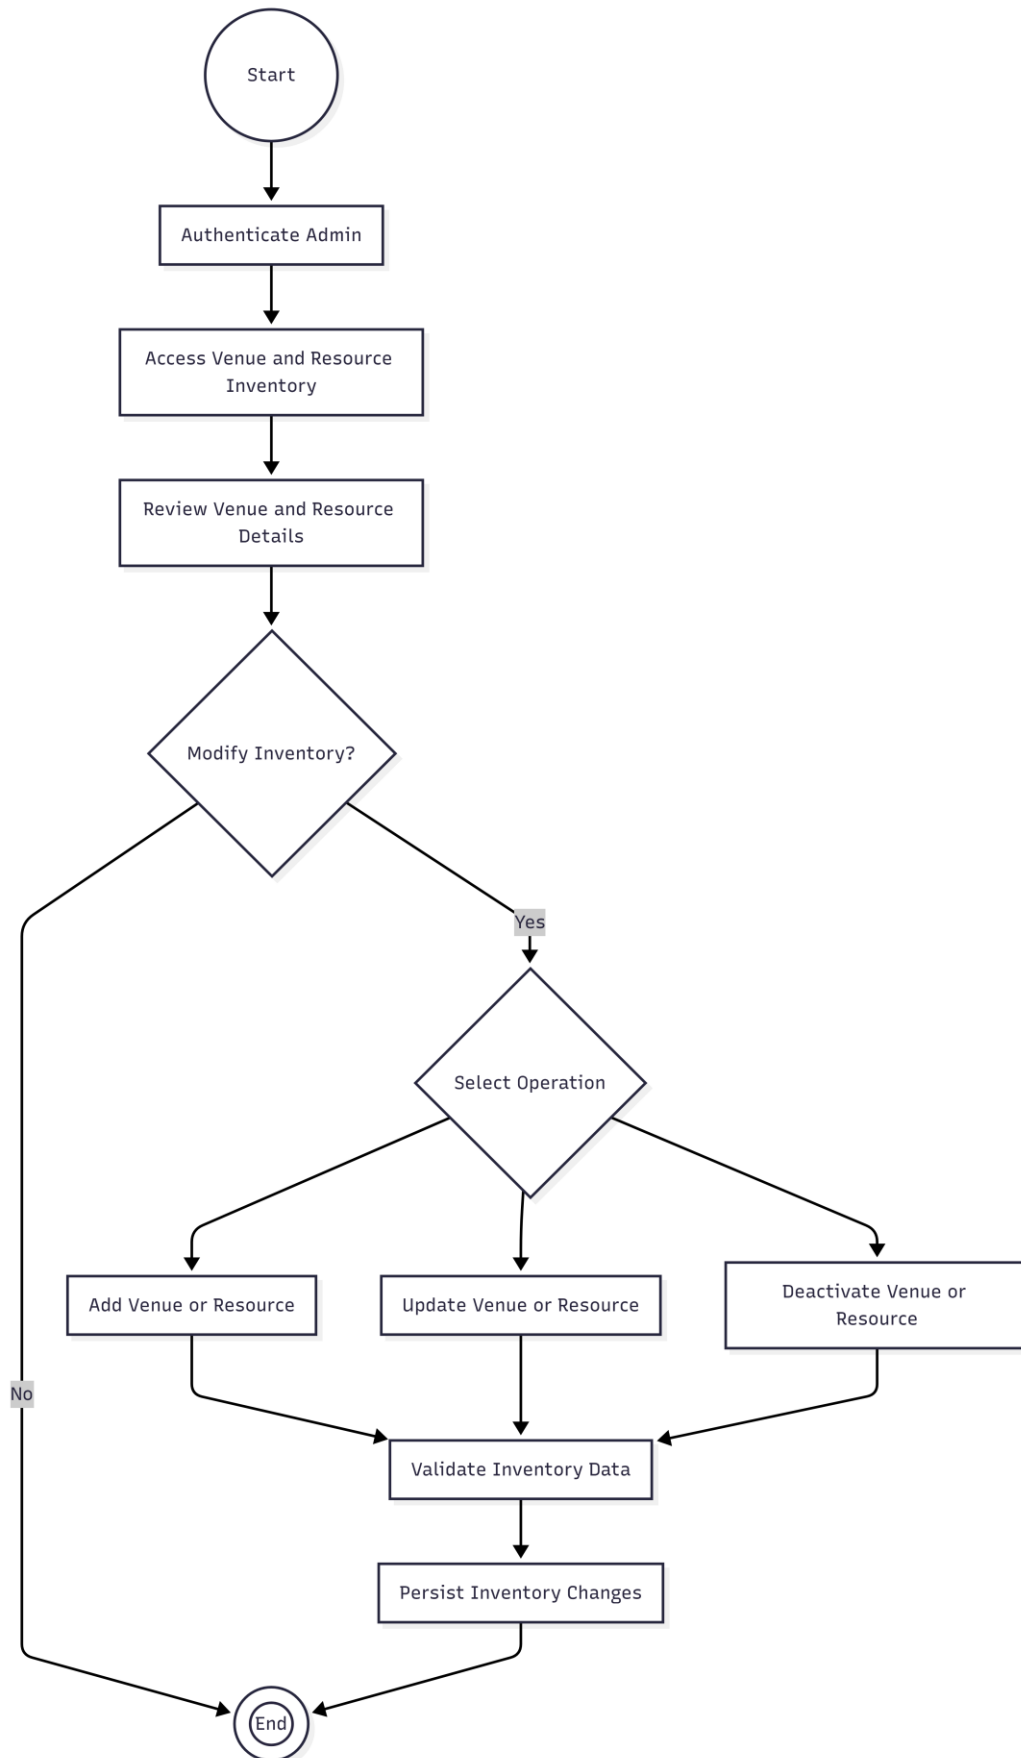 Start
Authenticate Admin
Access Venue and Resource
Inventory
Review Venue and Resource
Details
Modify Inventory?
Yes
Select Operation
Add Venue or Resource
Update Venue or Resource
Deactivate Venue or
Resource
No
Validate Inventory Data
Persist Inventory Changes
End